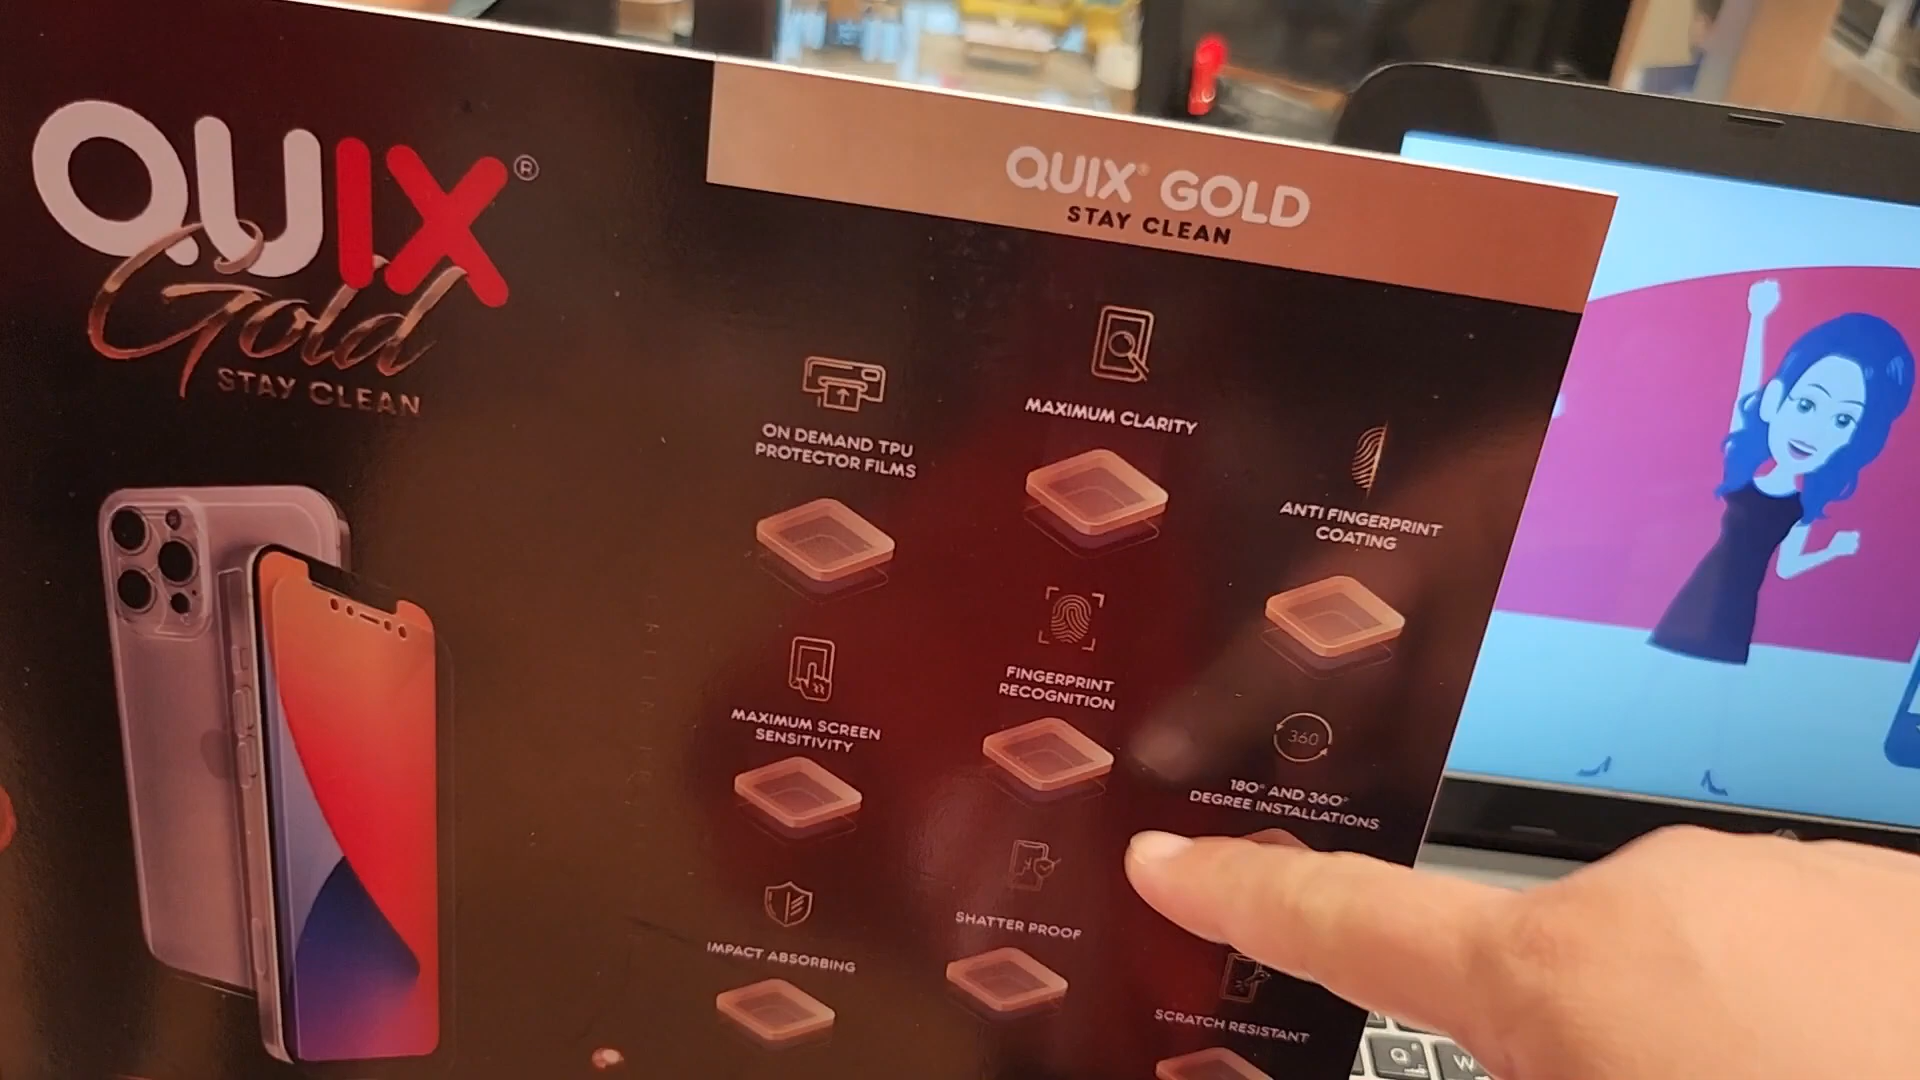 QUIX®
Gold
STAY CLEAN
QUIX® GOLD
STAY CLEAN
ON DEMAND TPU
PROTECTOR FILMS
MAXIMUM CLARITY
ANTI FINGERPRINT
COATING
MAXIMUM SCREEN
SENSITIVITY
FINGERPRINT
RECOGNITION
360
180° AND 360°
DEGREE INSTALLATIONS
IMPACT ABSORBING
SHATTER PROOF
SCRATCH RESISTANT
Q
W